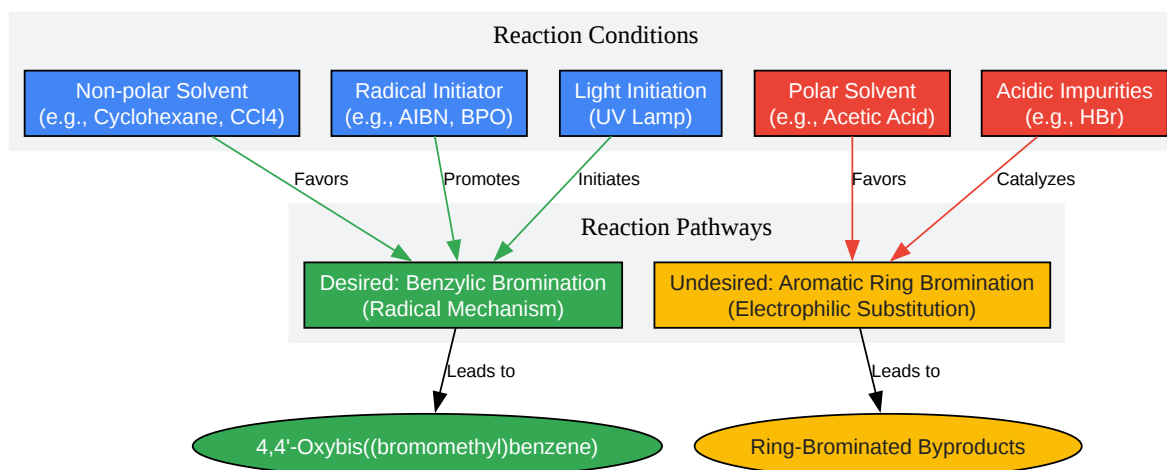 Reaction Conditions
Non-polar Solvent
(e.g., Cyclohexane, CCl4)
Radical Initiator
(e.g., AIBN, BPO)
Light Initiation
(UV Lamp)
Polar Solvent
(e.g., Acetic Acid)
Acidic Impurities
(e.g., HBr)
Favors
Promotes
Initiates
Favors
Catalyzes
Reaction Pathways
Desired: Benzylic Bromination
(Radical Mechanism)
Undesired: Aromatic Ring Bromination
(Electrophilic Substitution)
Leads to
Leads to
4,4'-Oxybis((bromomethyl)benzene)
Ring-Brominated Byproducts